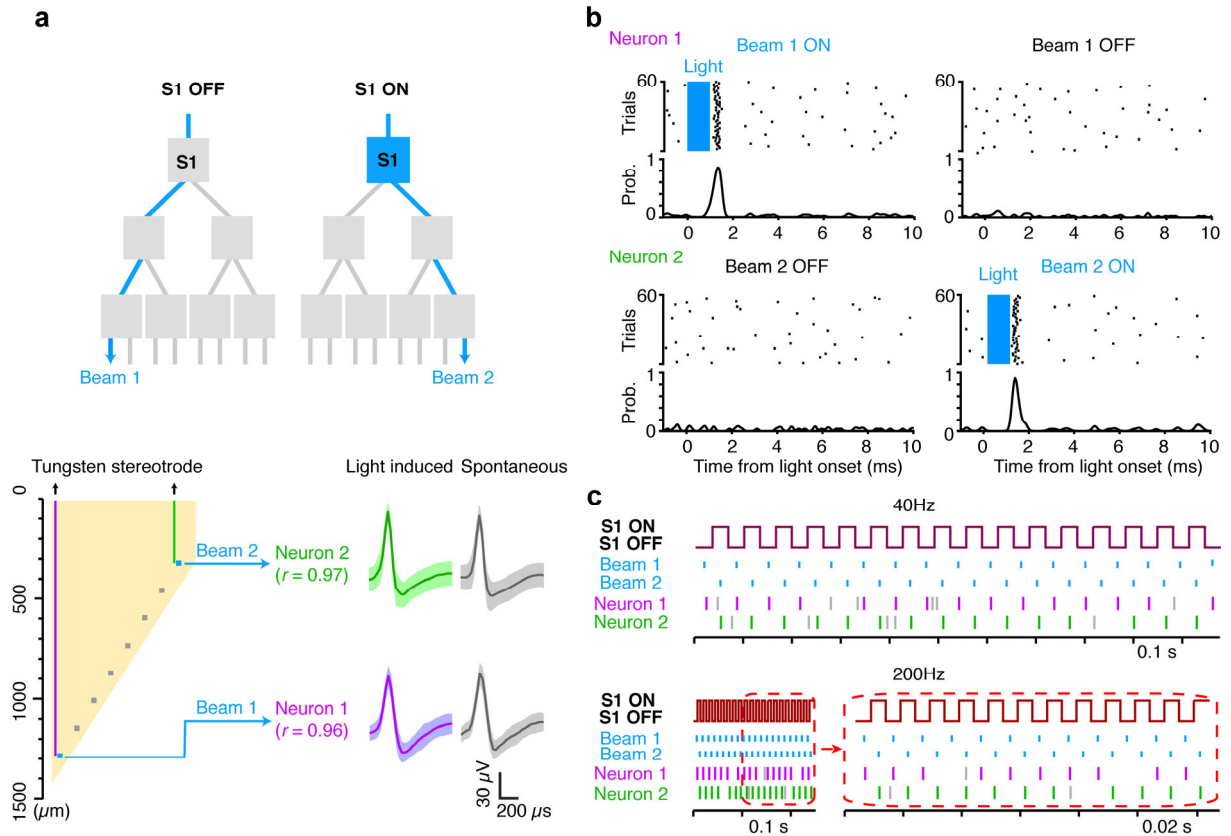 a
S1 OFF S1 ON
S1 S1
Beam 1 Beam 2
Tungsten stereotrode Light induced Spontaneous
0
500
1000
1500
(µm)
Beam 2
Neuron 2
(r = 0.97)
Beam 1
Neuron 1
(r = 0.96)
30 µV
200 µs
b
Neuron 1
Beam 1 ON Beam 1 OFF
Light
60
Trials
1
Prob.
0 0
0 2 4 6 8 10 0 2 4 6 8 10
Neuron 2
Beam 2 OFF Beam 2 ON
Light
60 60
Trials
1 1
Prob.
0 0
0 2 4 6 8 10 0 2 4 6 8 10
Time from light onset (ms) Time from light onset (ms)
c
40Hz
S1 ON
S1 OFF
Beam 1
Beam 2
Neuron 1
Neuron 2
0.1 s
200Hz
S1 ON
S1 OFF
Beam 1
Beam 2
Neuron 1
Neuron 2
0.1 s 0.02 s